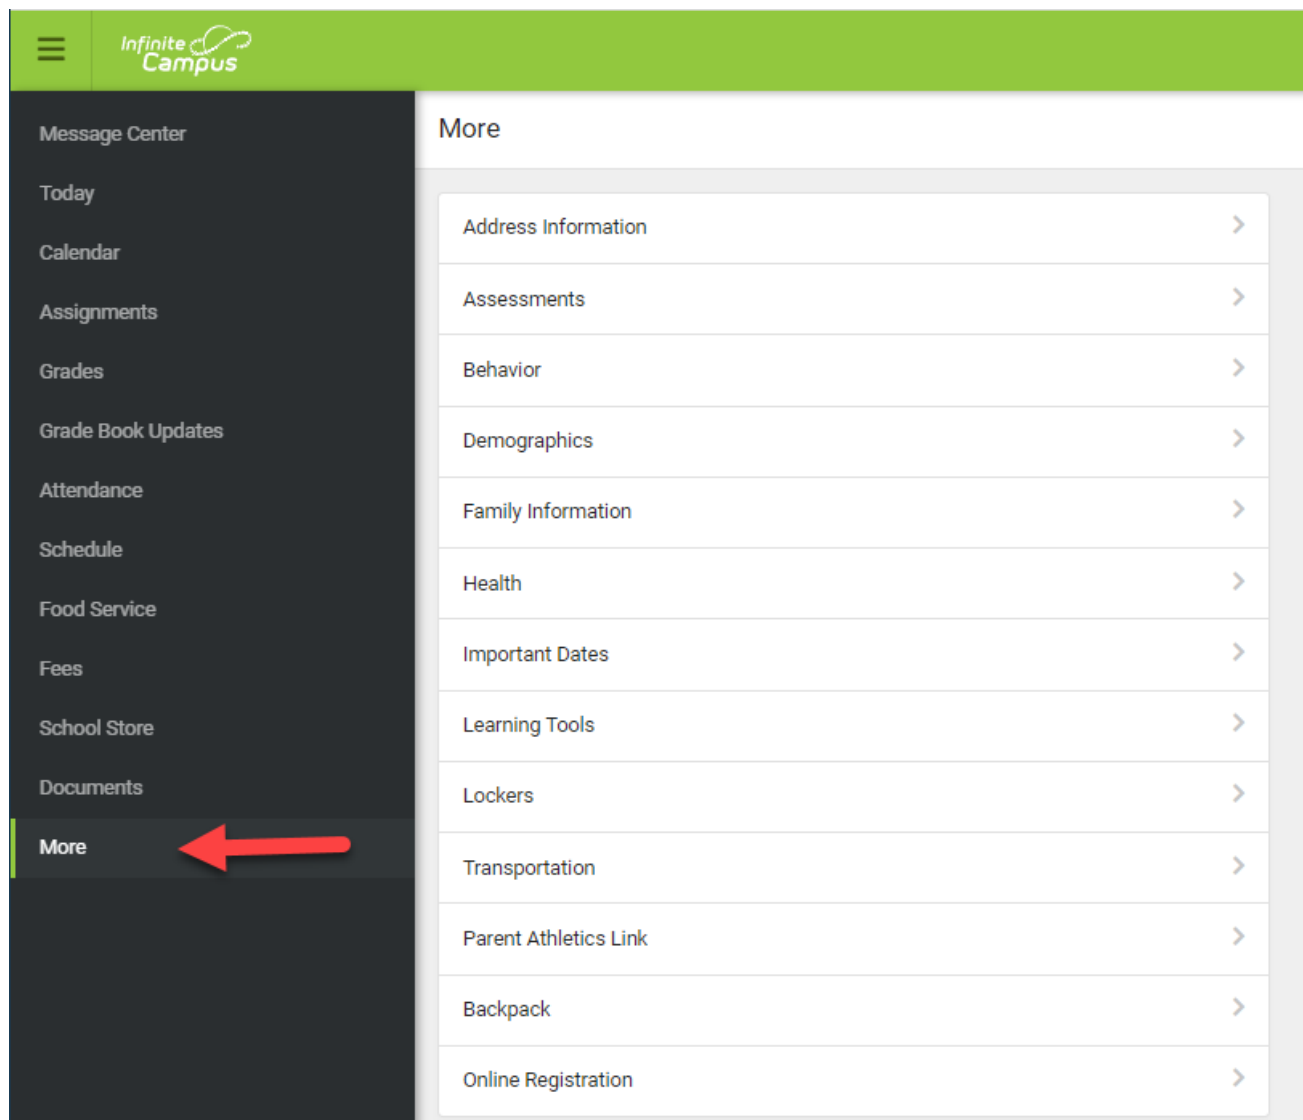 Infinite
Campus
Message Center
Today
Calendar
Assignments
Grades
Grade Book Updates
Attendance
Schedule
Food Service
Fees
School Store
Documents
More
More
Address Information
Assessments
Behavior
Demographics
Family Information
Health
Important Dates
Learning Tools
Lockers
Transportation
Parent Athletics Link
Backpack
Online Registration